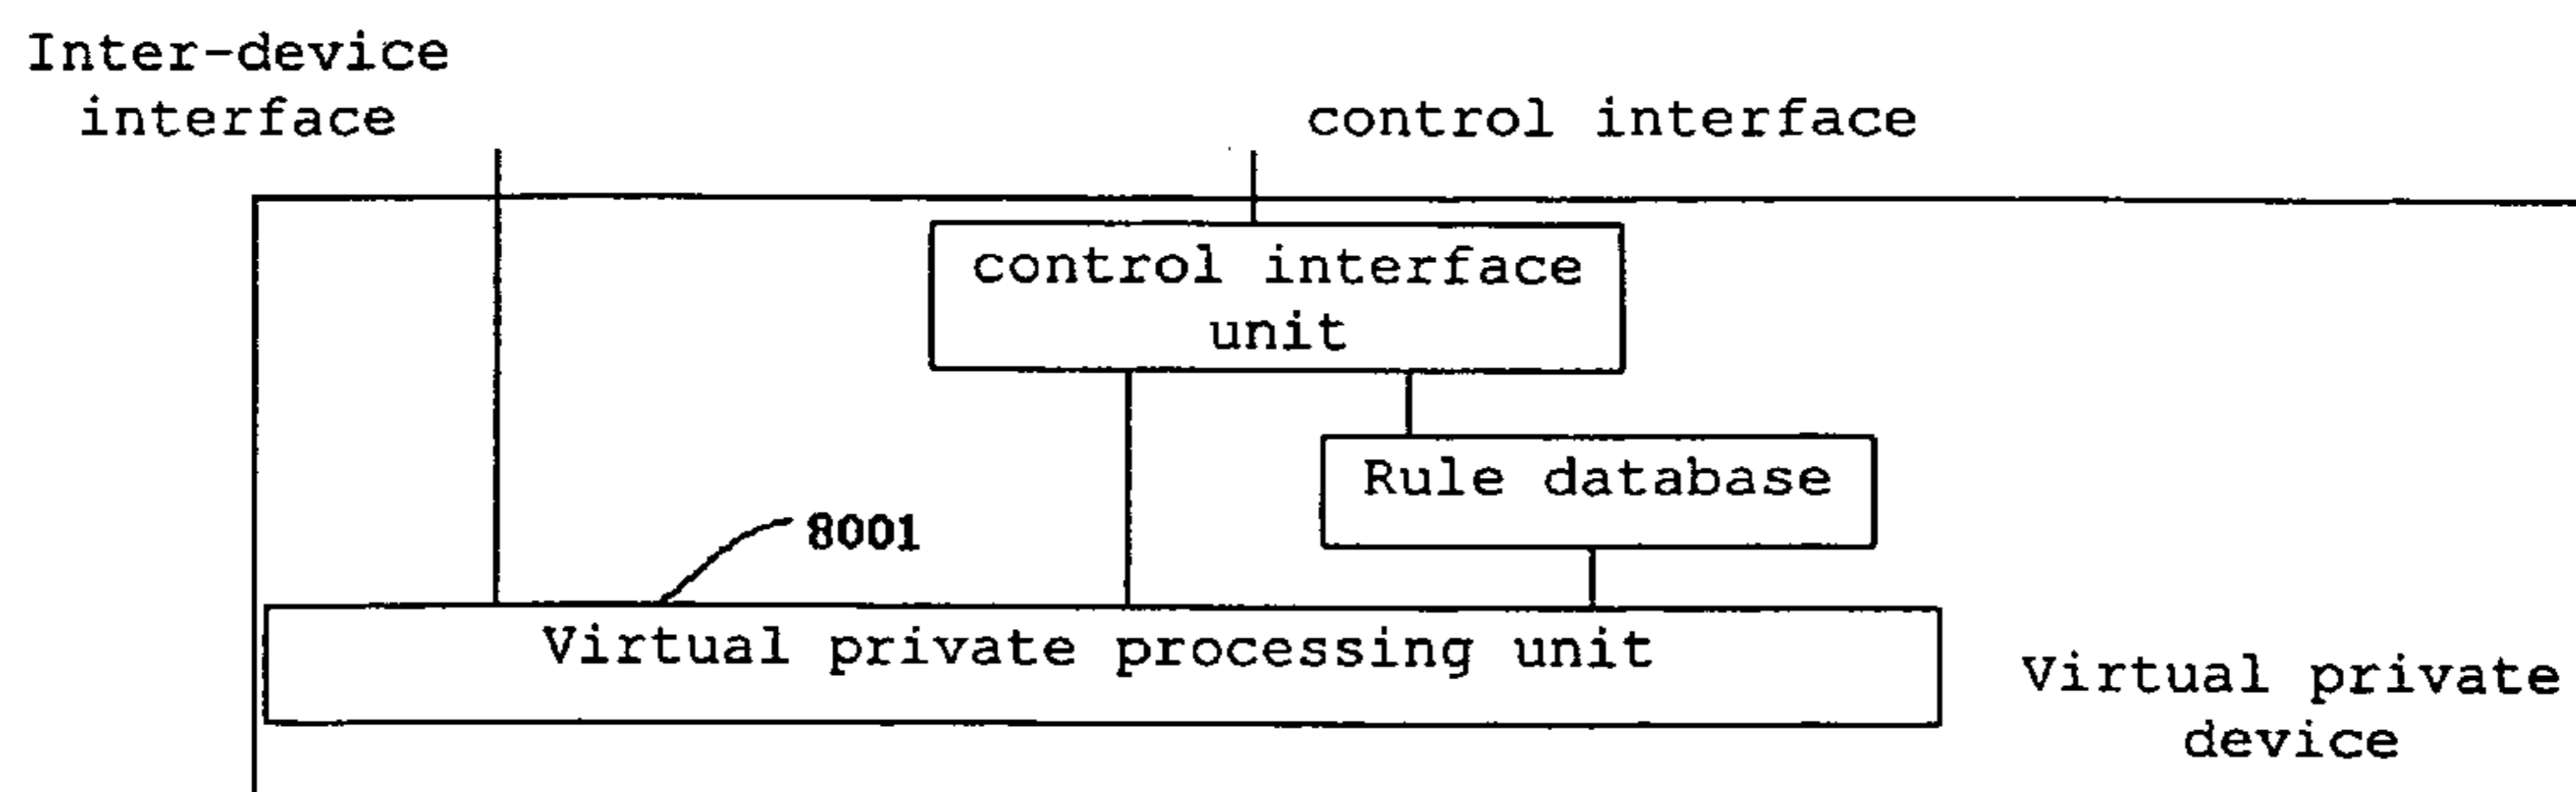 Inter-device
interface
control interface
control interface
unit
Rule database
8001
Virtual private processing unit
Virtual private
device